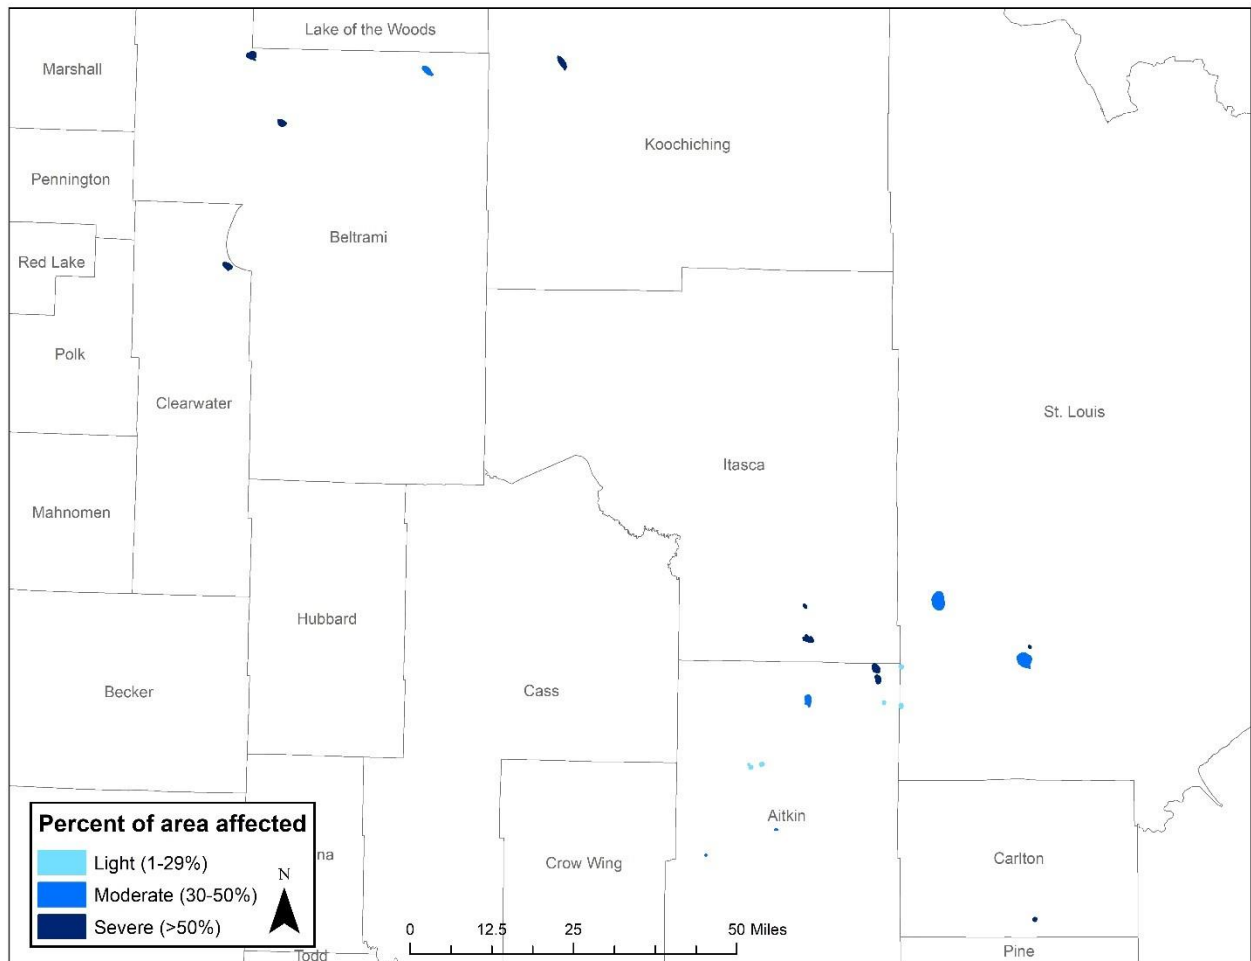 Lake of the Woods
Marshall
Koochiching
Pennington
Beltrami
Red Lake
Polk
Clearwater
St. Louis
Itasca
Mahnomen
Hubbard
Becker
Cass
Aitkin
Crow Wing
Carlton
na
Pine
Todd
Percent of area affected
Light (1-29%)
Moderate (30-50%)
Severe (>50%)
N
0 12.5 25 50 Miles